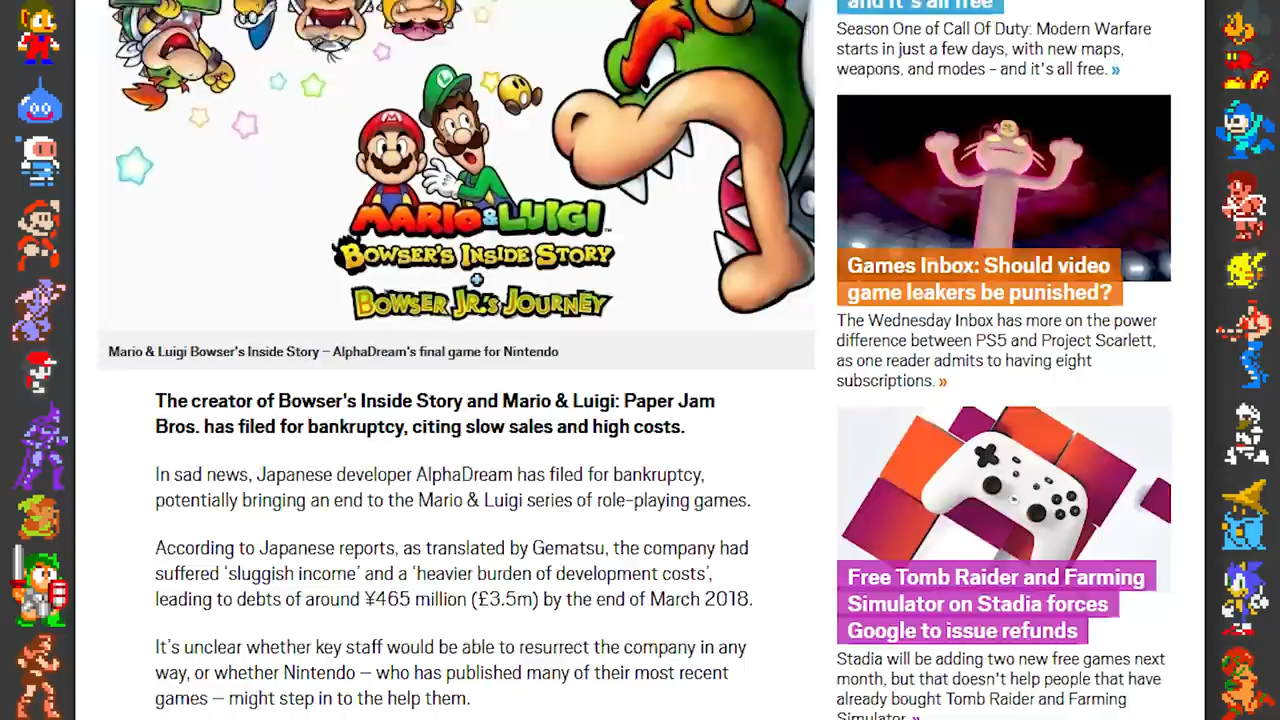 MARIO & LUIGI™
BOWSER'S INSIDE STORY
+
BOWSER JR.'S JOURNEY
Mario & Luigi Bowser's Inside Story – AlphaDream's final game for Nintendo
The creator of Bowser's Inside Story and Mario & Luigi: Paper Jam
Bros. has filed for bankruptcy, citing slow sales and high costs.
In sad news, Japanese developer AlphaDream has filed for bankruptcy,
potentially bringing an end to the Mario & Luigi series of role-playing games.
According to Japanese reports, as translated by Gematsu, the company had
suffered ‘sluggish income’ and a ‘heavier burden of development costs’,
leading to debts of around ¥465 million (£3.5m) by the end of March 2018.
It's unclear whether key staff would be able to resurrect the company in any
way, or whether Nintendo – who has published many of their most recent
games – might step in to the help them.
and it's all free
Season One of Call Of Duty: Modern Warfare
starts in just a few days, with new maps,
weapons, and modes – and it's all free. »
Games Inbox: Should video
game leakers be punished?
The Wednesday Inbox has more on the power
difference between PS5 and Project Scarlett,
as one reader admits to having eight
subscriptions. »
Free Tomb Raider and Farming
Simulator on Stadia forces
Google to issue refunds
Stadia will be adding two new free games next
month, but that doesn't help people that have
already bought Tomb Raider and Farming
Simulator. »